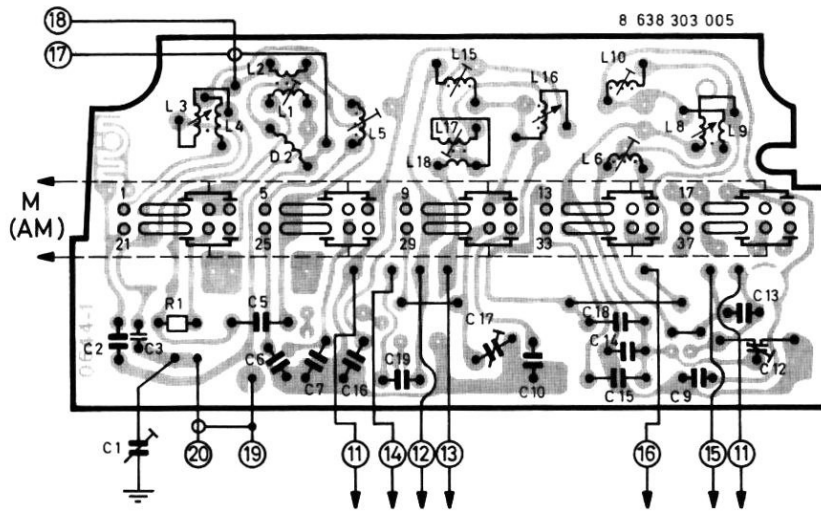 18
8 638 303 005
17
L2
L15
L10
L16
L3
L4
L1
L5
L17
L8
L9
D2
L18
L6
M
(AM)
1
5
9
13
17
21
25
29
33
37
R1
C5
C17
C18
C13
C2
C3
C6
C7
C16
C19
C10
C14
C15
C9
C12
C1
20
19
11
14
12
13
16
15
11